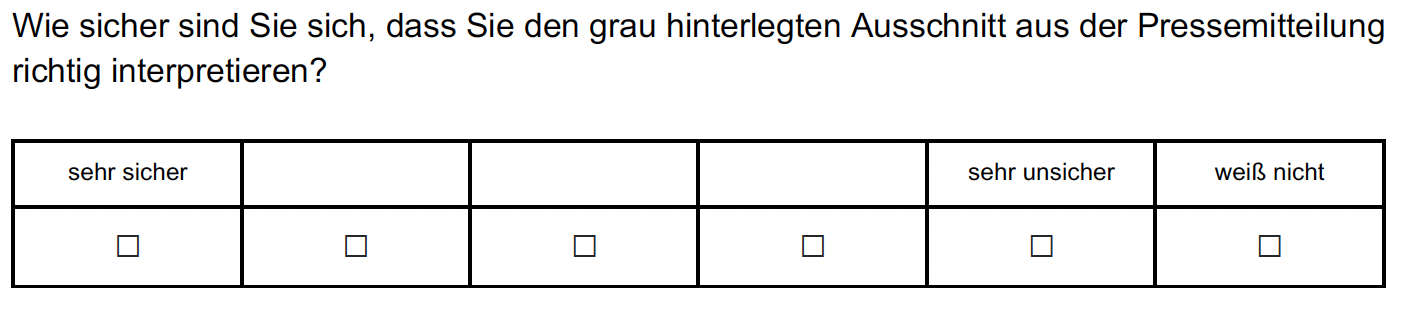 Wie sicher sind Sie sich, dass Sie den grau hinterlegten Ausschnitt aus der Pressemitteilung
richtig interpretieren?
sehr sicher sehr unsicher weiß nicht
☐ ☐ ☐ ☐ ☐ ☐